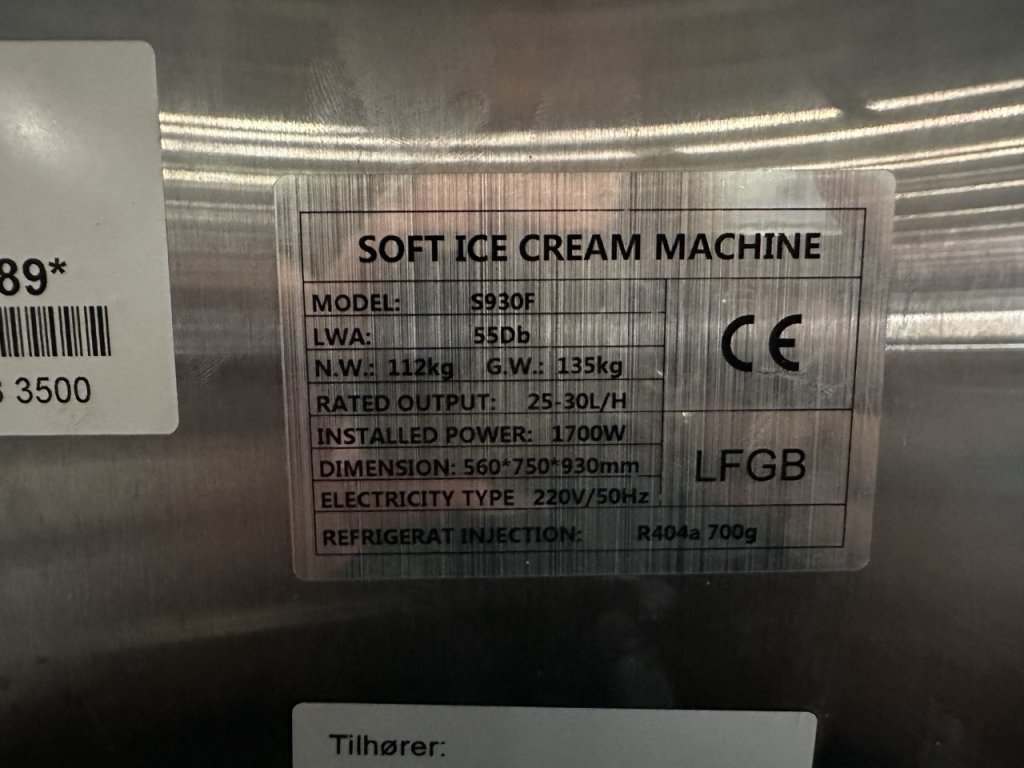 89*
3500
SOFT ICE CREAM MACHINE
MODEL: S930F
LWA: 55Db
N.W.: 112kg G.W.: 135kg
RATED OUTPUT: 25-30L/H
INSTALLED POWER: 1700W
DIMENSION: 560*750*930mm
ELECTRICITY TYPE 220V/50Hz
REFRIGERAT INJECTION: R404a 700g
CE
LFGB
Tilhører: